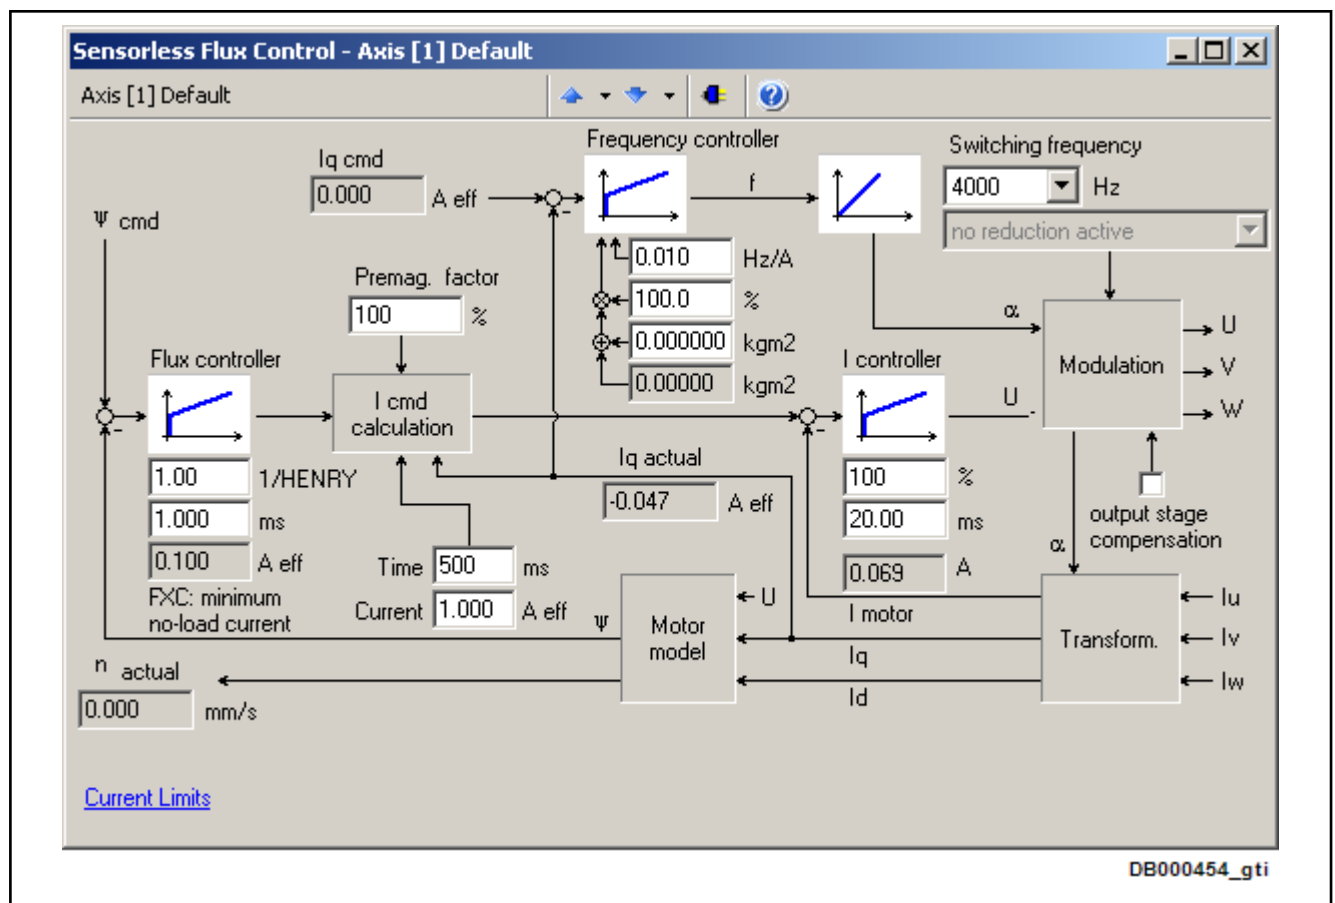 Sensorless Flux Control - Axis [1] Default
Axis [1] Default
Iq cmd
0.000 A eff
Ψ cmd
Frequency controller
f
Switching frequency
4000 Hz
no reduction active
0.010 Hz/A
100.0 %
0.000000 kgm2
0.00000 kgm2
Premag. factor
100 %
α
Modulation
U
V
W
Flux controller
I cmd
calculation
I controller
U
-
-
-
-
1.00 1/HENRY
1.000 ms
0.100 A eff
FXC: minimum
no-load current
Iq actual
-0.047 A eff
100 %
20.00 ms
0.069 A
output stage
compensation
α
Time 500 ms
Current 1.000 A eff
Ψ
Motor
model
U
I motor
Iq
Id
Transform.
Iu
Iv
Iw
n actual
0.000 mm/s
Current Limits
DB000454_gti